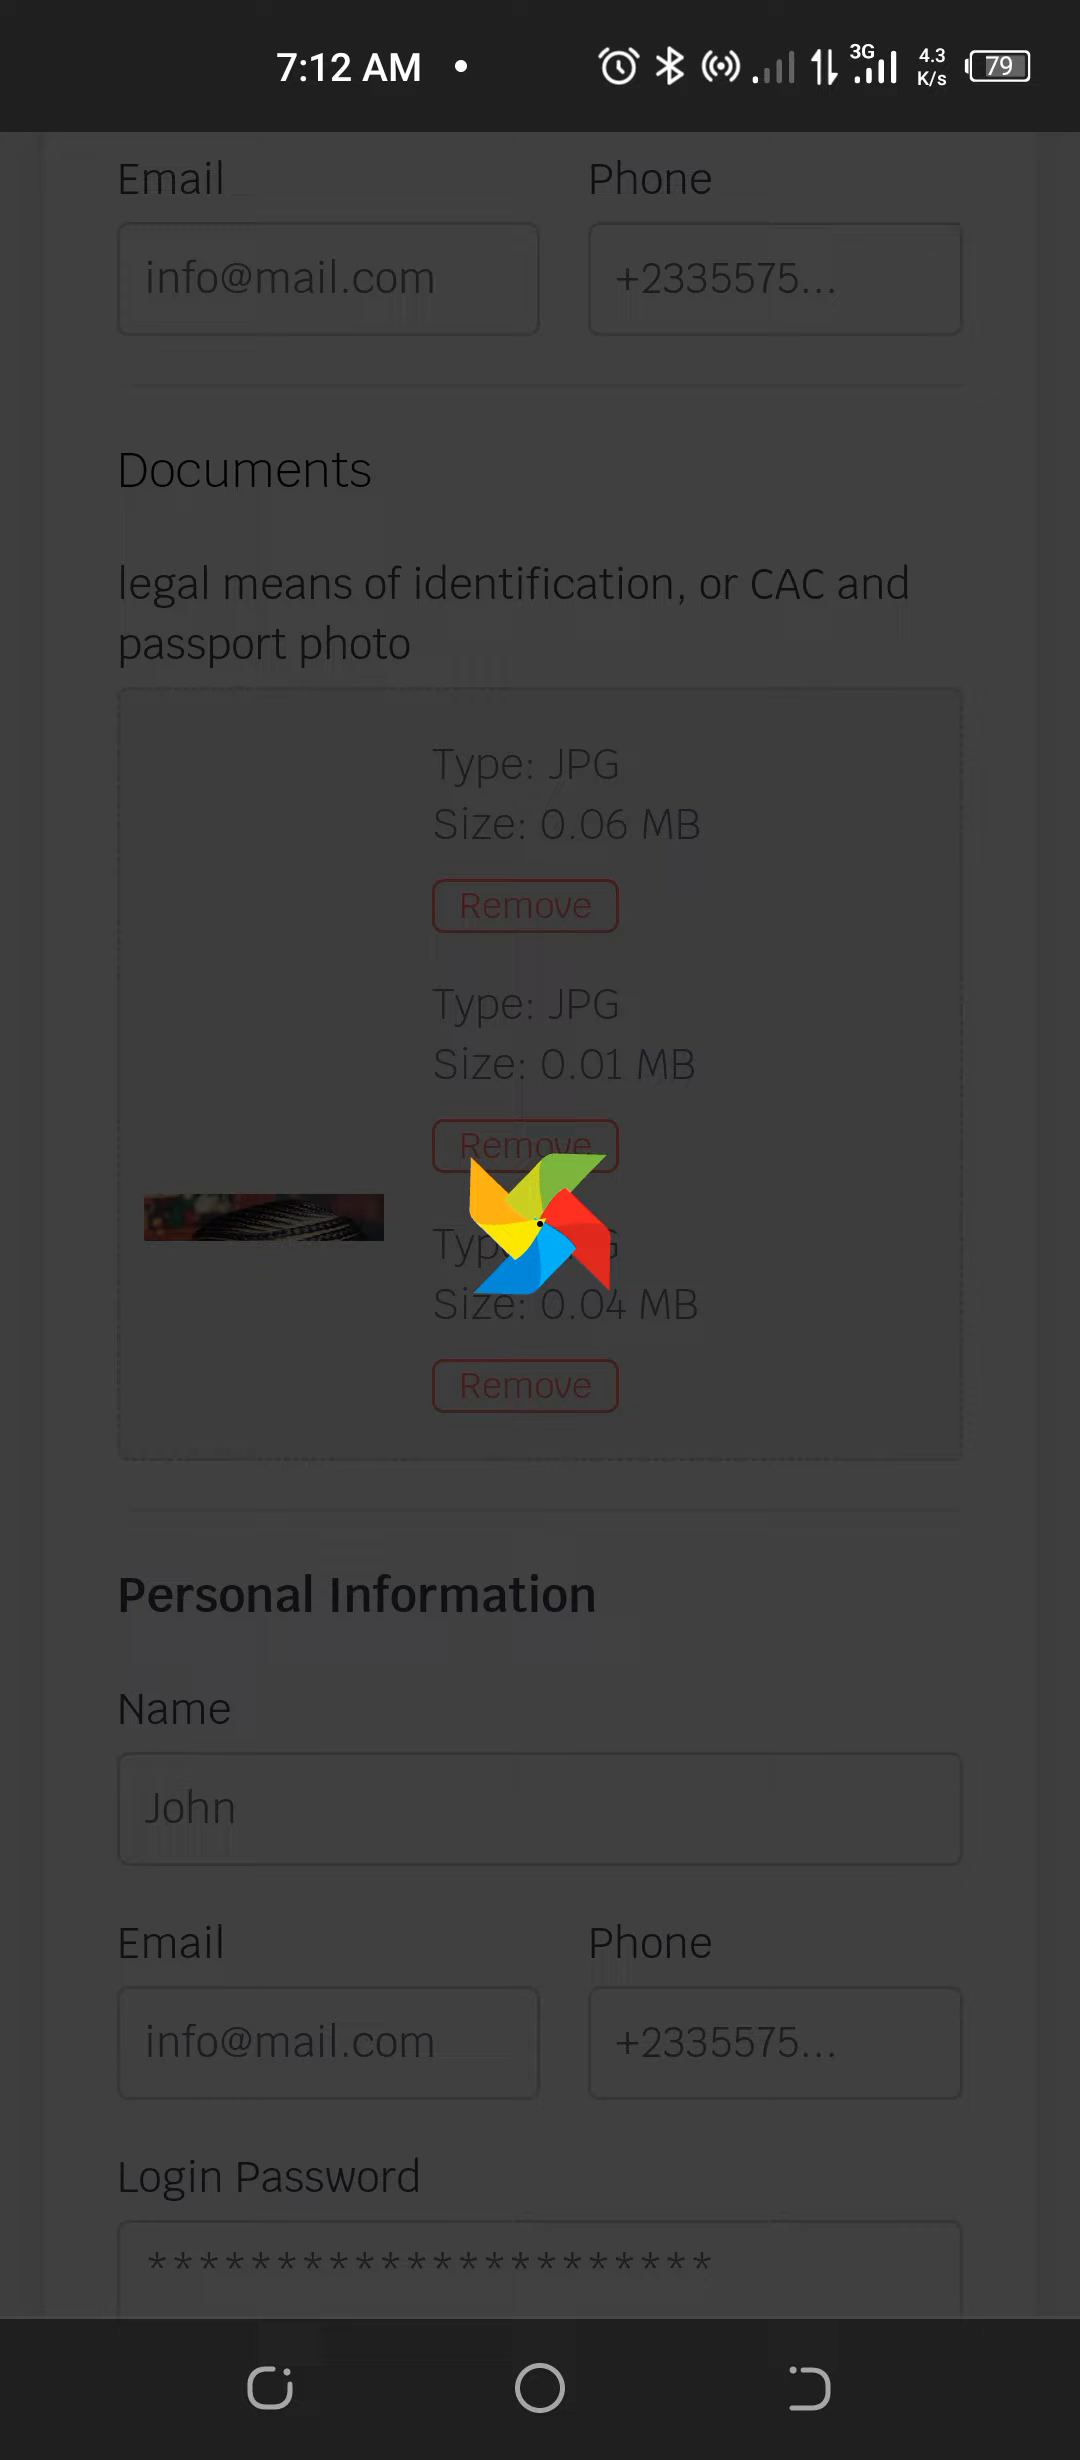 7:12 AM
3G
4.3 K/s
79
Email
Phone
info@mail.com
+2335575...
Documents
legal means of identification, or CAC and
passport photo
Type: JPG
Size: 0.06 MB
Remove
Type: JPG
Size: 0.01 MB
Remove
Size: 0.04 MB
Remove
Personal Information
Name
John
Email
Phone
info@mail.com
+2335575...
Login Password
**********************